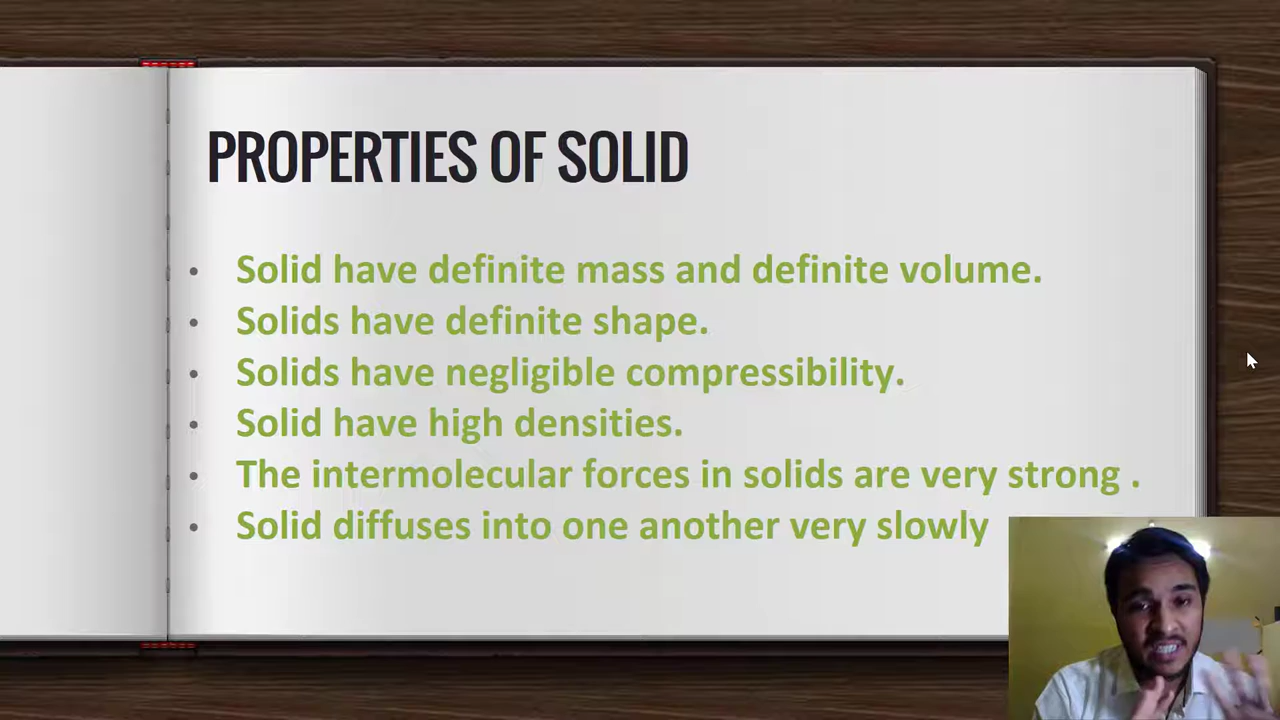 PROPERTIES OF SOLID
• Solid have definite mass and definite volume.
• Solids have definite shape.
• Solids have negligible compressibility.
• Solid have high densities.
• The intermolecular forces in solids are very strong .
• Solid diffuses into one another very slowly